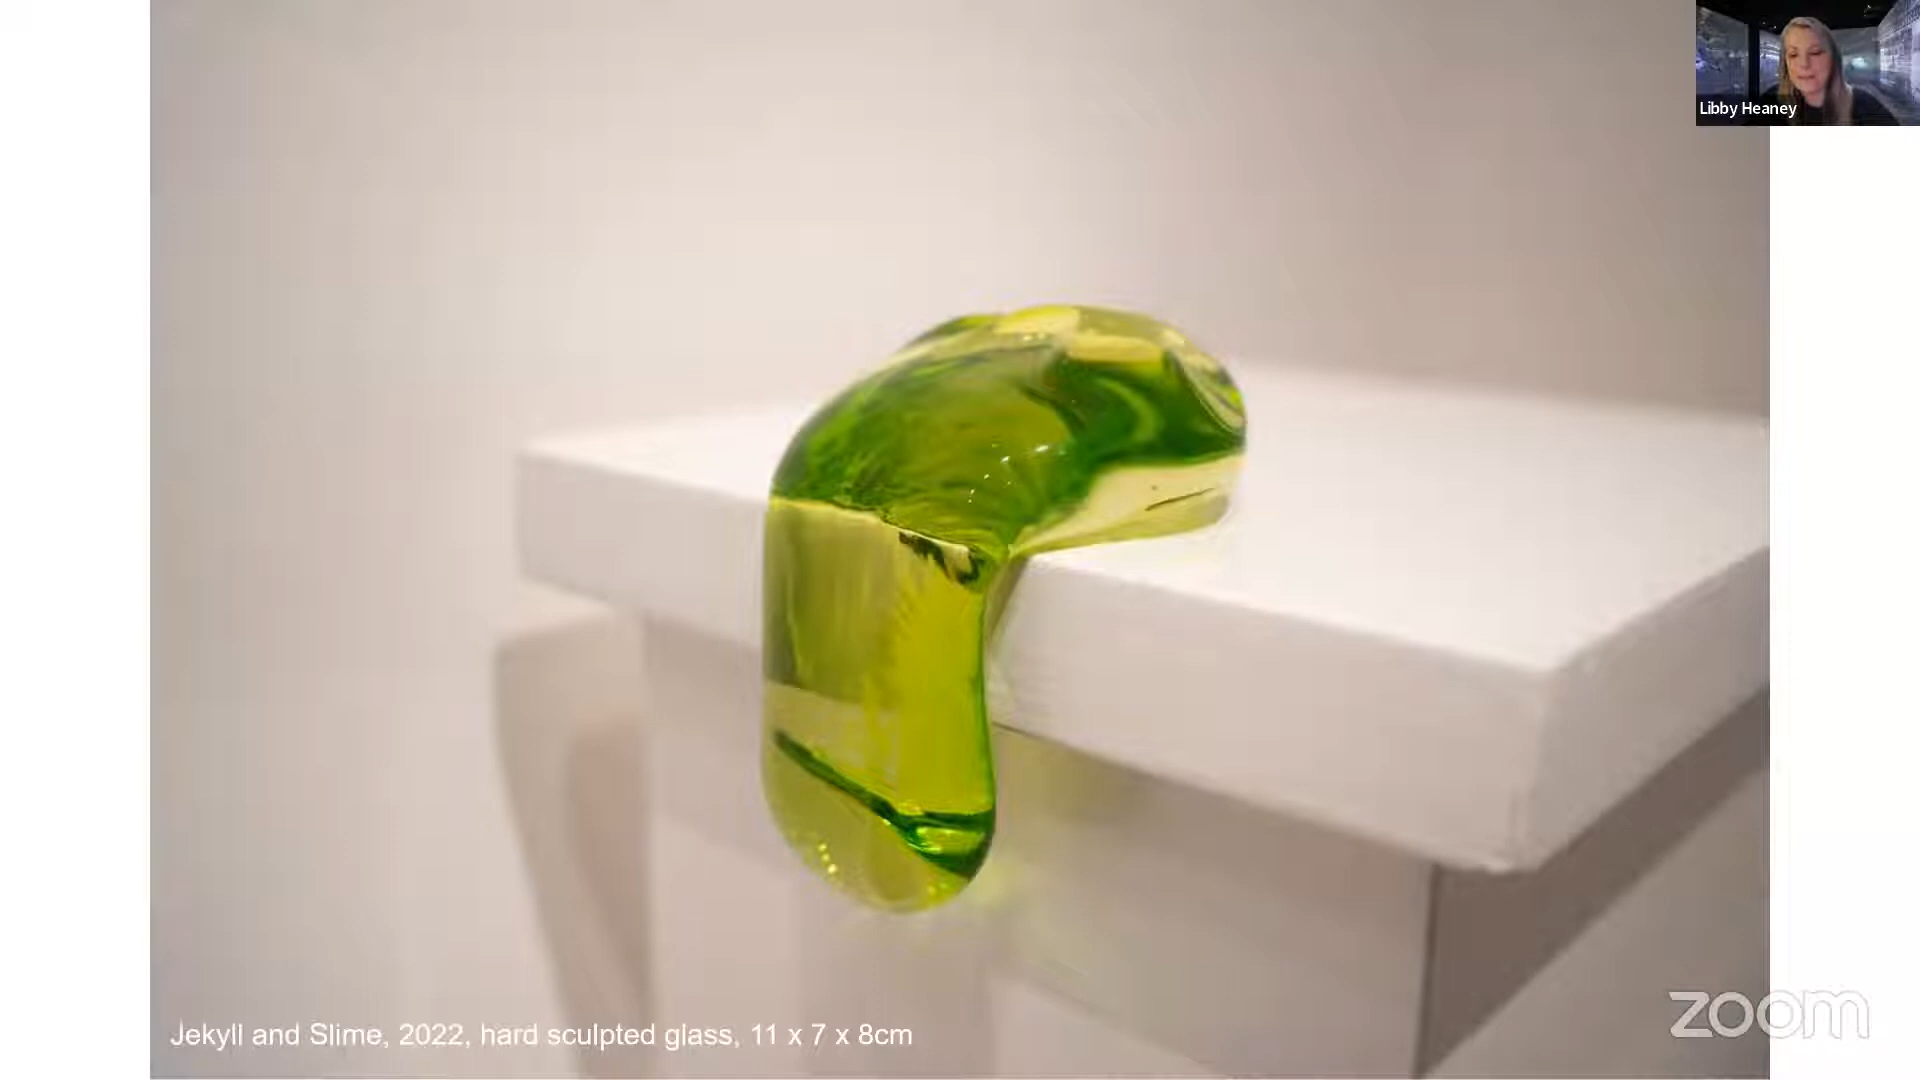 Libby Heaney
Jekyll and Slime, 2022, hard sculpted glass, 11 x 7 x 8cm
zoom